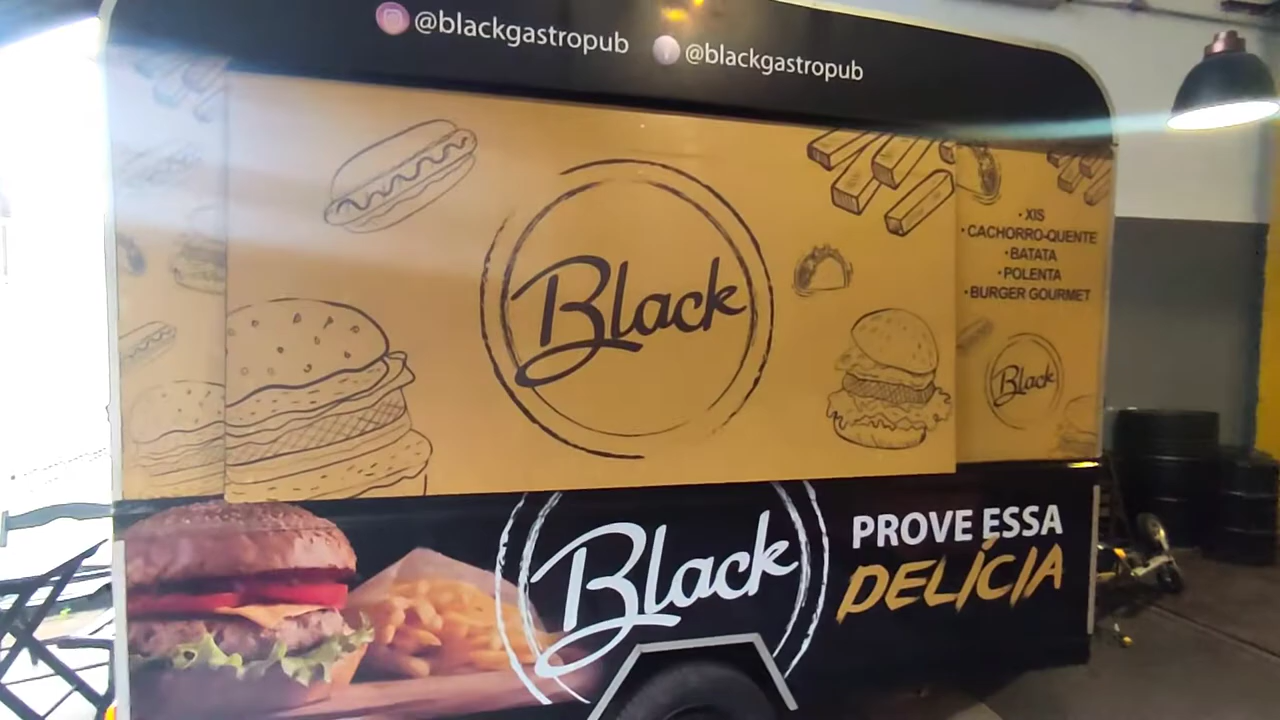 @blackgastropub @blackgastropub
Black
• XIS
• CACHORRO-QUENTE
• BATATA
• POLENTA
• BURGER GOURMET
Black
Black
PROVE ESSA
DELÍCIA